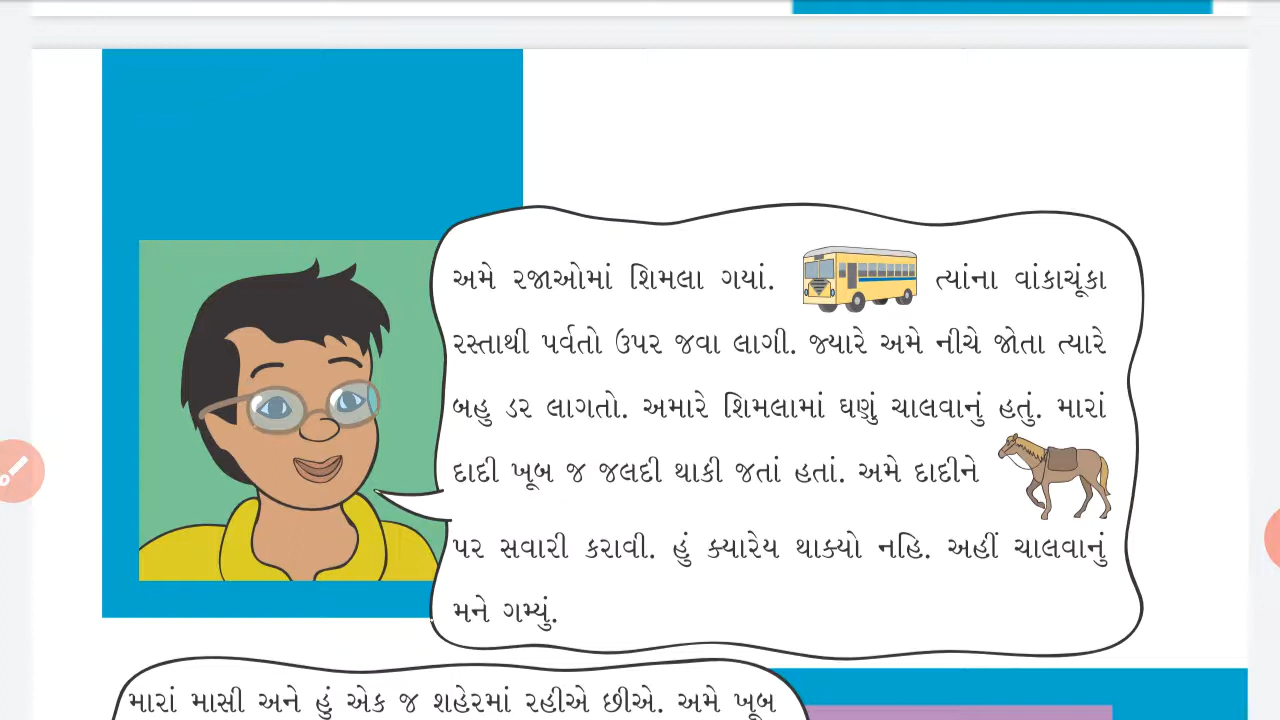 અમે રજાઓમાં શિમલા ગયાં. ત્યાંના વાંકાચૂંકા
રસ્તાથી પર્વતો ઉપર જવા લાગી. જ્યારે અમે નીચે જોતા ત્યારે
બહુ ડર લાગતો. અમારે શિમલામાં ઘણું ચાલવાનું હતું. મારાં
દાદી ખૂબ જ જલદી થાકી જતાં હતાં. અમે દાદીને
પર સવારી કરાવી. હું ક્યારેય થાક્યો નહિ. અહીં ચાલવાનું
મને ગમ્યું.
મારાં માસી અને હું એક જ શહેરમાં રહીએ છીએ. અમે ખૂબ